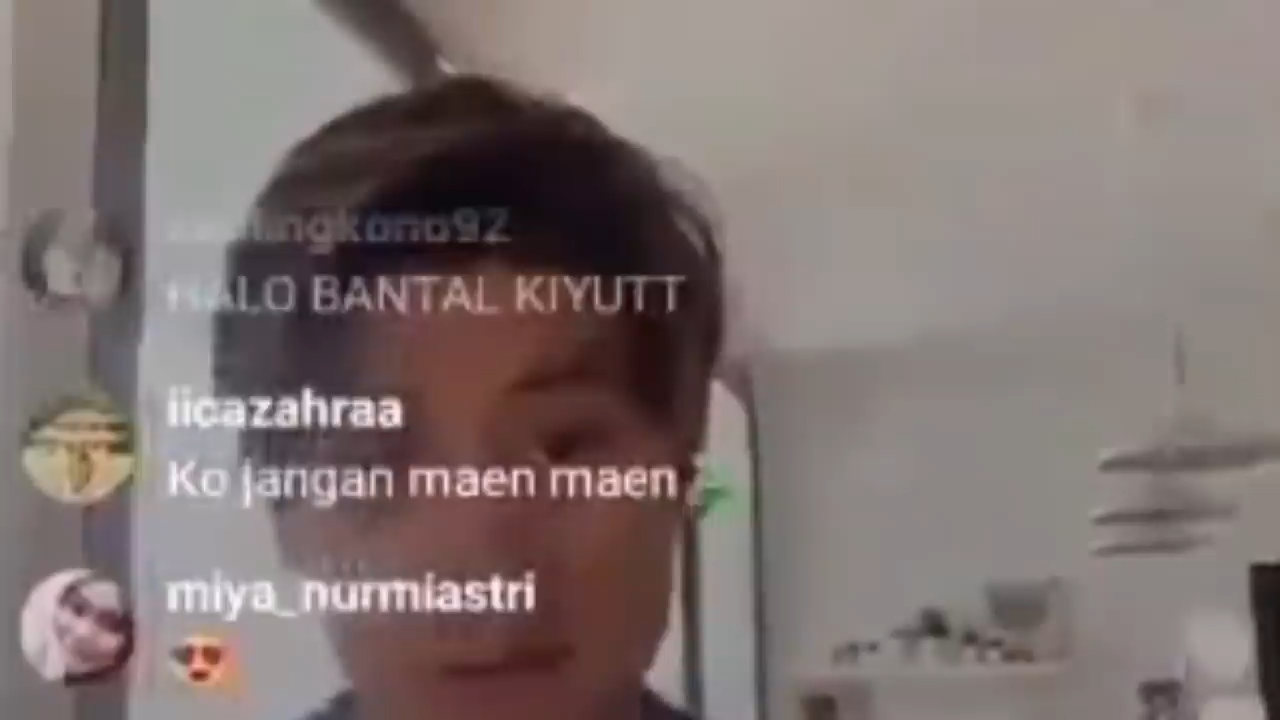 HALO BANTAL KIYUTT
iicazahraa
Ko jangan maen maen
miya_nurmiastri